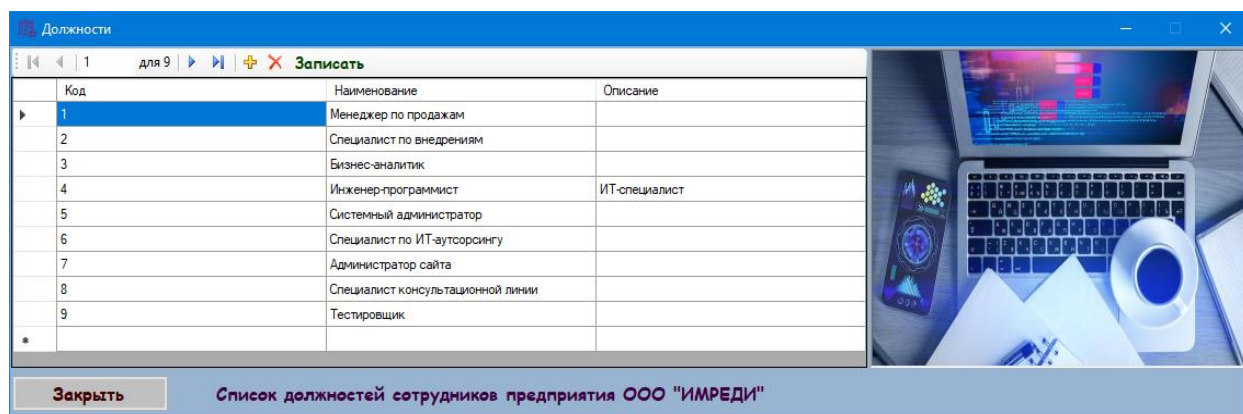 Должности
1 для 9 Записать
Код Наименование Описание
1 Менеджер по продажам
2 Специалист по внедрениям
3 Бизнес-аналитик
4 Инженер-программист ИТ-специалист
5 Системный администратор
6 Специалист по ИТ-аутсорсингу
7 Администратор сайта
8 Специалист консультационной линии
9 Тестировщик
Закрыть Список должностей сотрудников предприятия ООО "ИМРЕДИ"